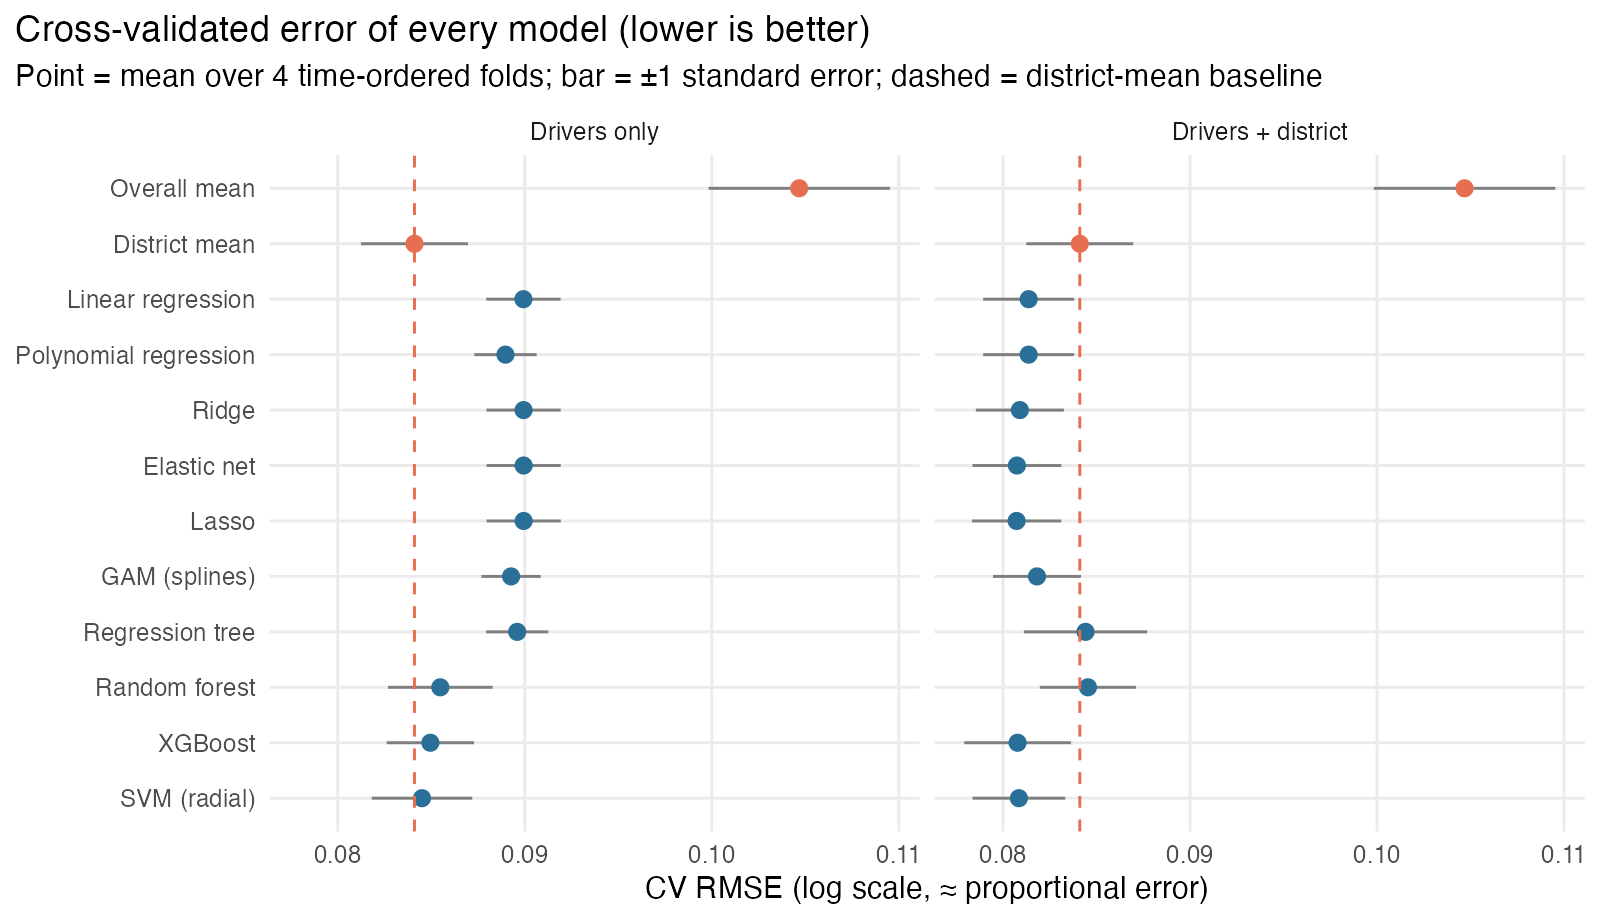 Cross-validated error of every model (lower is better)
Point = mean over 4 time-ordered folds; bar = ±1 standard error; dashed = district-mean baseline
Drivers only
Drivers + district
Overall mean
District mean
Linear regression
Polynomial regression
Ridge
Elastic net
Lasso
GAM (splines)
Regression tree
Random forest
XGBoost
SVM (radial)
0.08 0.09 0.10 0.11 0.08 0.09 0.10 0.11
CV RMSE (log scale, ≈ proportional error)